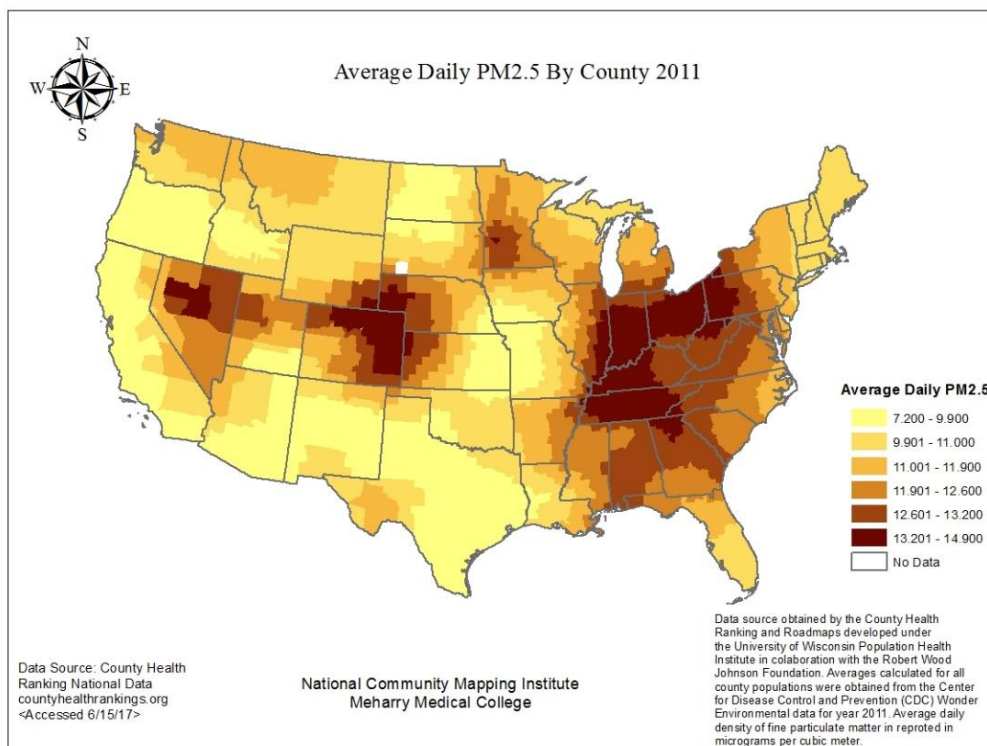 N
W E
S
Average Daily PM2.5 By County 2011
Average Daily PM2.5
7.200 - 9.900
9.901 - 11.000
11.001 - 11.900
11.901 - 12.600
12.601 - 13.200
13.201 - 14.900
No Data
Data Source: County Health
Ranking National Data
countyhealthrankings.org
<Accessed 6/15/17>
National Community Mapping Institute
Meharry Medical College
Data source obtained by the County Health
Ranking and Roadmaps developed under
the University of Wisconsin Population Health
Institute in colaboration with the Robert Wood
Johnson Foundation. Averages calculated for all
county populations were obtained from the Center
for Disease Control and Prevention (CDC) Wonder
Environmental data for year 2011. Average daily
density of fine particulate matter in reproted in
micrograms per cubic meter.